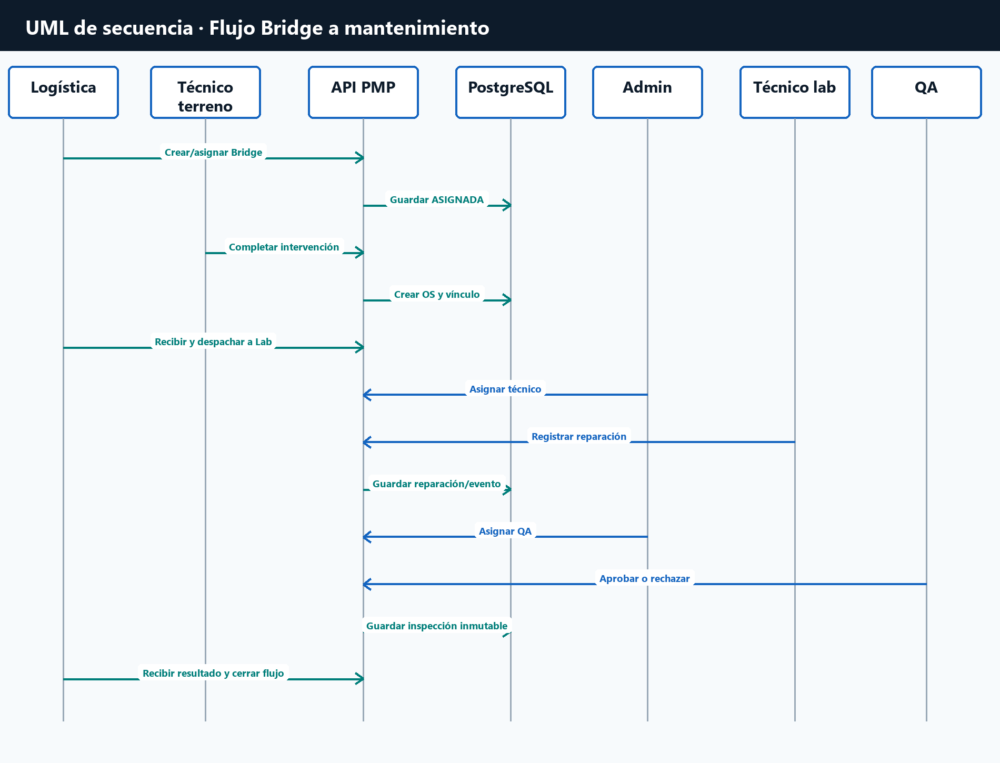 UML de secuencia · Flujo Bridge a mantenimiento
Logística
Técnico
terreno
API PMP
PostgreSQL
Admin
Técnico lab
QA
Crear/asignar Bridge
Guardar ASIGNADA
Completar intervención
Crear OS y vínculo
Recibir y despachar a Lab
Asignar técnico
Registrar reparación
Guardar reparación/evento
Asignar QA
Aprobar o rechazar
Guardar inspección inmutable
Recibir resultado y cerrar flujo